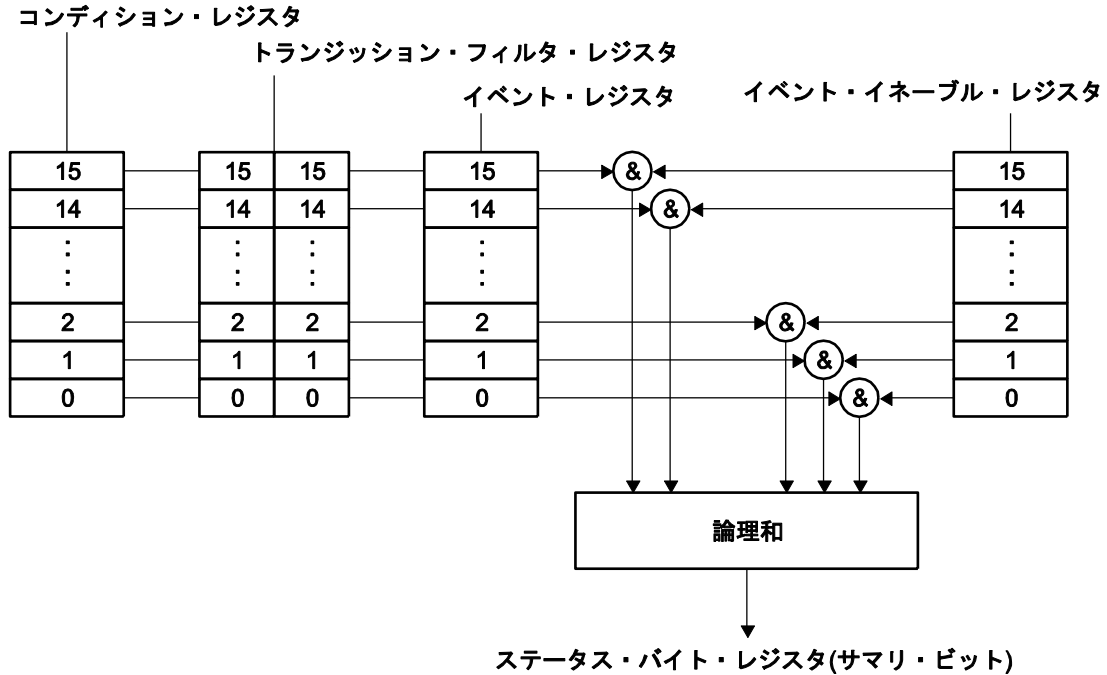 コンディション・レジスタ
トランジッション・フィルタ・レジスタ
イベント・レジスタ
イベント・イネーブル・レジスタ
15 15 15 15 & 15
14 14 14 14 & 14
2 2 2 2 & 2
1 1 1 1 & 1
0 0 0 0 & 0
論理和
ステータス・バイト・レジスタ(サマリ・ビット)